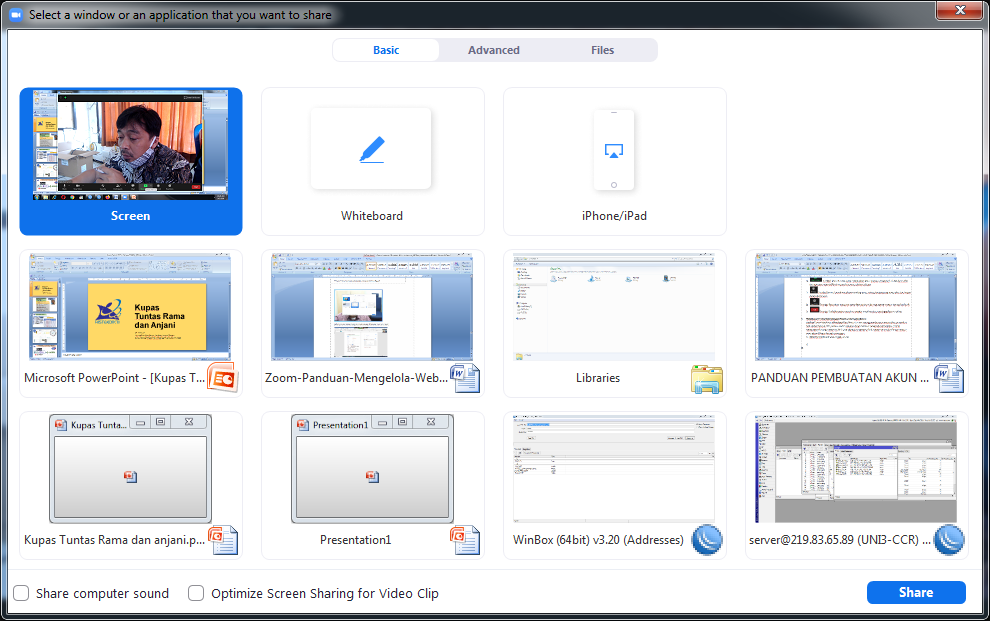 Select a window or an application that you want to share
Basic
Advanced
Files
Screen
Whiteboard
iPhone/iPad
Kupas
Tuntas Rama
dan Anjani
Microsoft PowerPoint - [Kupas T...
Zoom-Panduan-Mengelola-Web...
Libraries
PANDUAN PEMBUATAN AKUN ...
Kupas Tunta...
Presentation1
Kupas Tuntas Rama dan anjani.p...
Presentation1
WinBox (64bit) v3.20 (Addresses)
server@219.83.65.89 (UNI3-CCR) ...
Share computer sound
Optimize Screen Sharing for Video Clip
Share